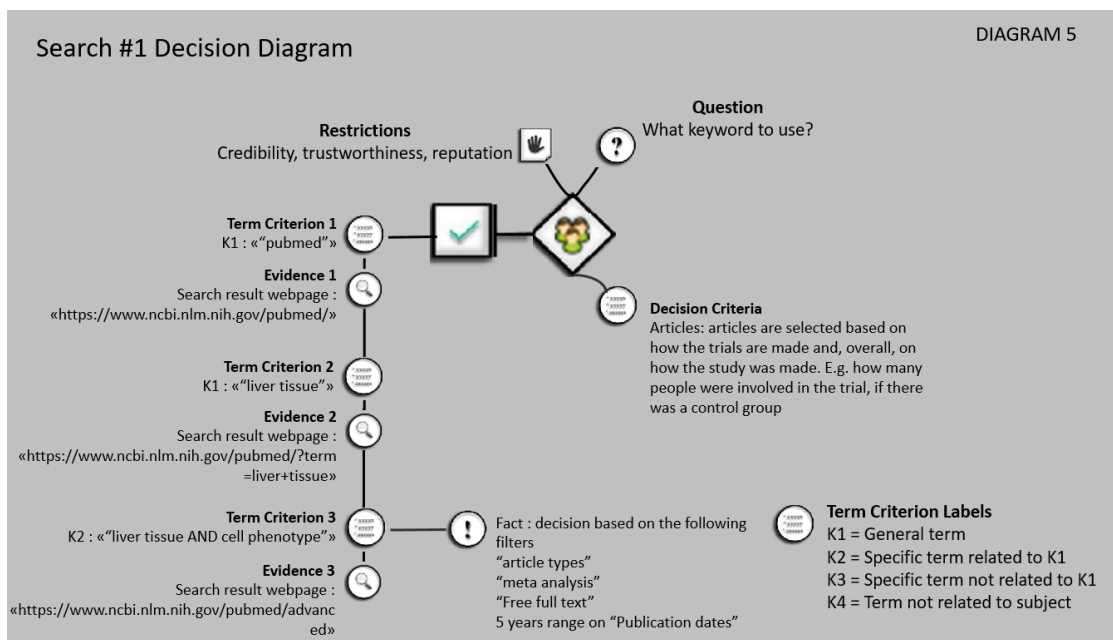 Search #1 Decision Diagram
DIAGRAM 5
Question
What keyword to use?
Restrictions
Credibility, trustworthiness, reputation
?
Term Criterion 1
K1 : «“pubmed”»
Evidence 1
Search result webpage :
«https://www.ncbi.nlm.nih.gov/pubmed/»
Decision Criteria
Articles: articles are selected based on
how the trials are made and, overall, on
how the study was made. E.g. how many
people were involved in the trial, if there
was a control group
Term Criterion 2
K1 : «“liver tissue”»
Evidence 2
Search result webpage :
«https://www.ncbi.nlm.nih.gov/pubmed/?term
=liver+tissue»
Term Criterion 3
K2 : «“liver tissue AND cell phenotype”»
Evidence 3
Search result webpage :
«https://www.ncbi.nlm.nih.gov/pubmed/advanc
ed»
!
Fact : decision based on the following
filters
“article types”
“meta analysis”
“Free full text”
5 years range on “Publication dates”
Term Criterion Labels
K1 = General term
K2 = Specific term related to K1
K3 = Specific term not related to K1
K4 = Term not related to subject